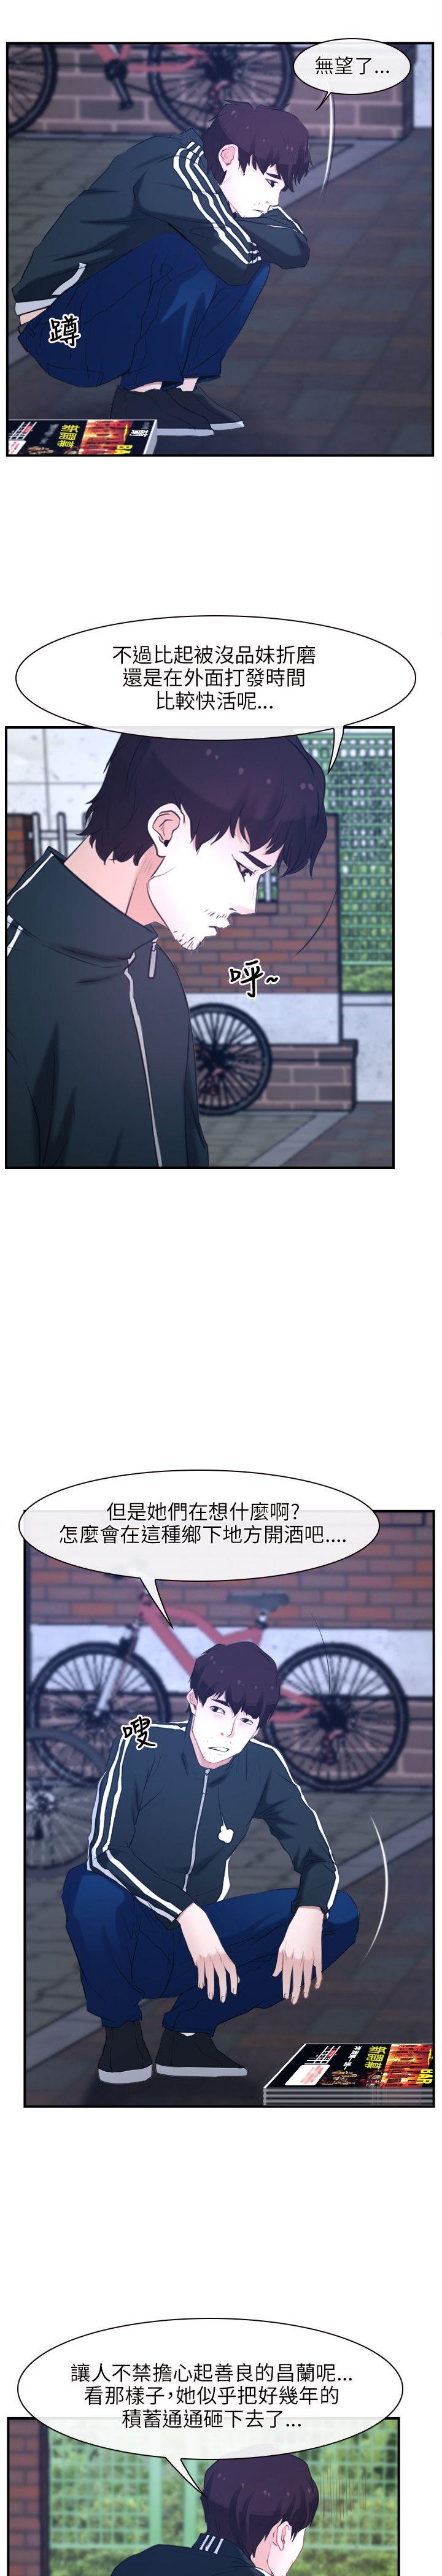 無望了...
蹲
不過比起被沒品妹折磨
還是在外面打發時間
比較快活呢...
呼~
但是她們在想什麼啊?
怎麼會在這種鄉下地方開酒吧....
嗖
BAR
讓人不禁擔心起善良的昌蘭呢...
看那樣子,她似乎把好幾年的
積蓄通通砸下去了...